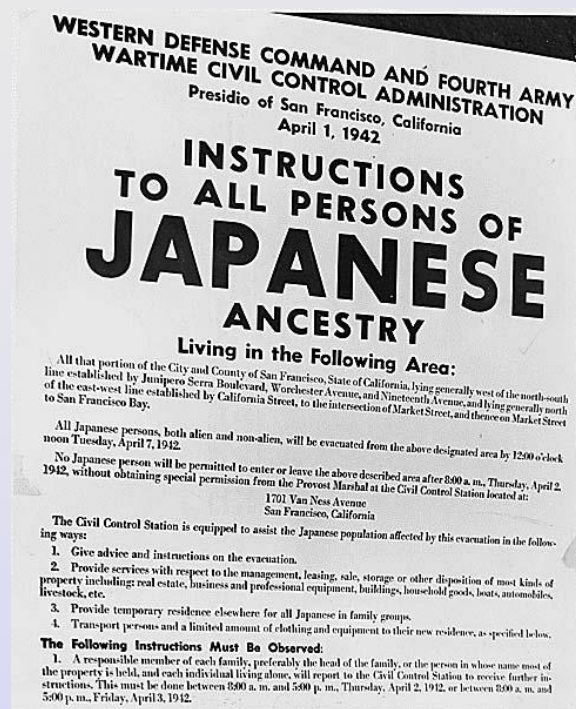 WESTERN DEFENSE COMMAND AND FOURTH ARMY
WARTIME CIVIL CONTROL ADMINISTRATION
Presidio of San Francisco, California
April 1, 1942
INSTRUCTIONS
TO ALL PERSONS OF
JAPANESE
ANCESTRY
Living in the Following Area:
All that portion of the City and County of San Francisco, State of California, lying generally west of the north-south
line established by Junipero Serra Boulevard, Worchester Avenue, and Nineteenth Avenue, and lying generally north
of the east-west line established by California Street, to the intersection of Market Street, and thence on Market Street
to San Francisco Bay.
All Japanese persons, both alien and non-alien, will be evacuated from the above designated area by 12:00 o'clock
noon Tuesday, April 7, 1942.
No Japanese person will be permitted to enter or leave the above described area after 8:00 a. m., Thursday, April 2,
1942, without obtaining special permission from the Provost Marshal at the Civil Control Station located at:
1701 Van Ness Avenue
San Francisco, California
The Civil Control Station is equipped to assist the Japanese population affected by this evacuation in the follow-
ing ways:
1. Give advice and instructions on the evacuation.
2. Provide services with respect to the management, leasing, sale, storage or other disposition of most kinds of
property including: real estate, business and professional equipment, buildings, household goods, boats, automobiles,
livestock, etc.
3. Provide temporary residence elsewhere for all Japanese in family groups.
4. Transport persons and a limited amount of clothing and equipment to their new residence, as specified below.
The Following Instructions Must Be Observed:
1. A responsible member of each family, preferably the head of the family, or the person in whose name most of
the property is held, and each individual living alone, will report to the Civil Control Station to receive further in-
structions. This must be done between 8:00 a. m. and 5:00 p. m., Thursday, April 2, 1942, or between 8:00 a. m. and
5:00 p. m., Friday, April 3, 1942.